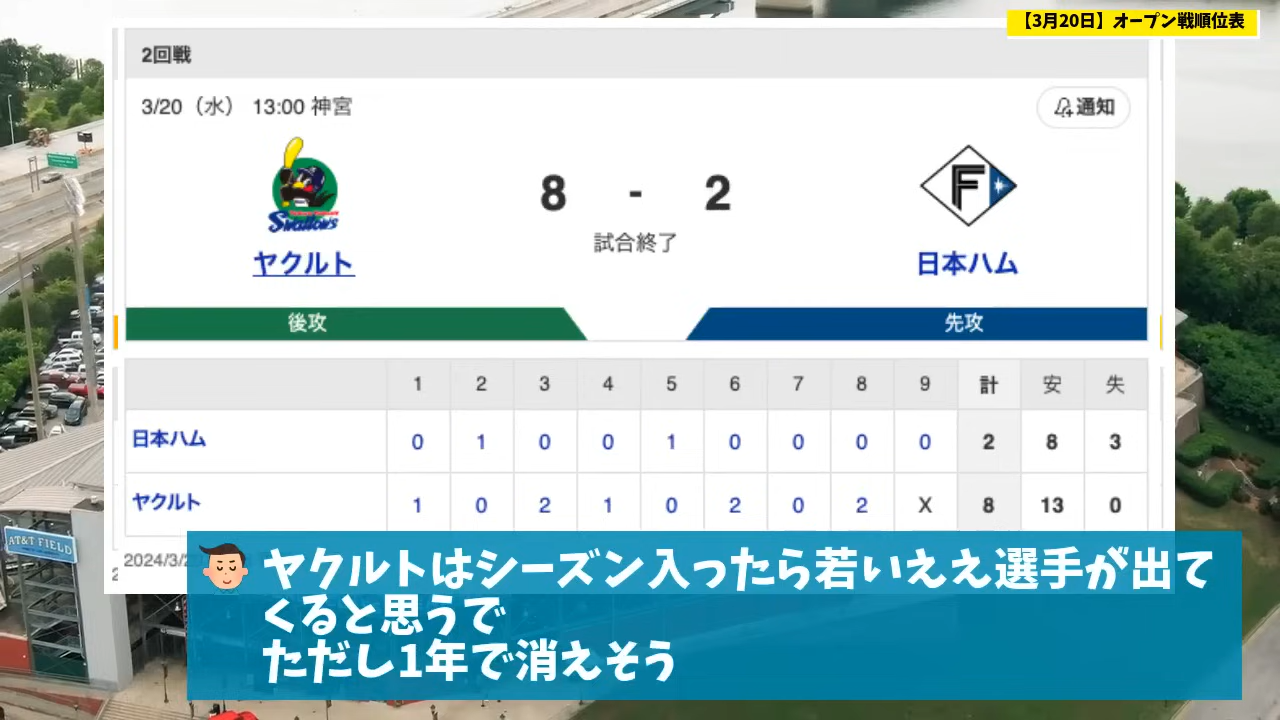 【3月20日】オープン戦順位表
2回戦
3/20（水） 13:00 神宮
通知
Swallows
8 - 2
F
試合終了
ヤクルト
日本ハム
後攻
先攻
1 2 3 4 5 6 7 8 9 計 安 失
日本ハム 0 1 0 0 1 0 0 0 0 2 8 3
ヤクルト 1 0 2 1 0 2 0 2 X 8 13 0
2024/3/2
AT&T FIELD
ヤクルトはシーズン入ったら若いええ選手が出て
くると思うで
ただし1年で消えそう